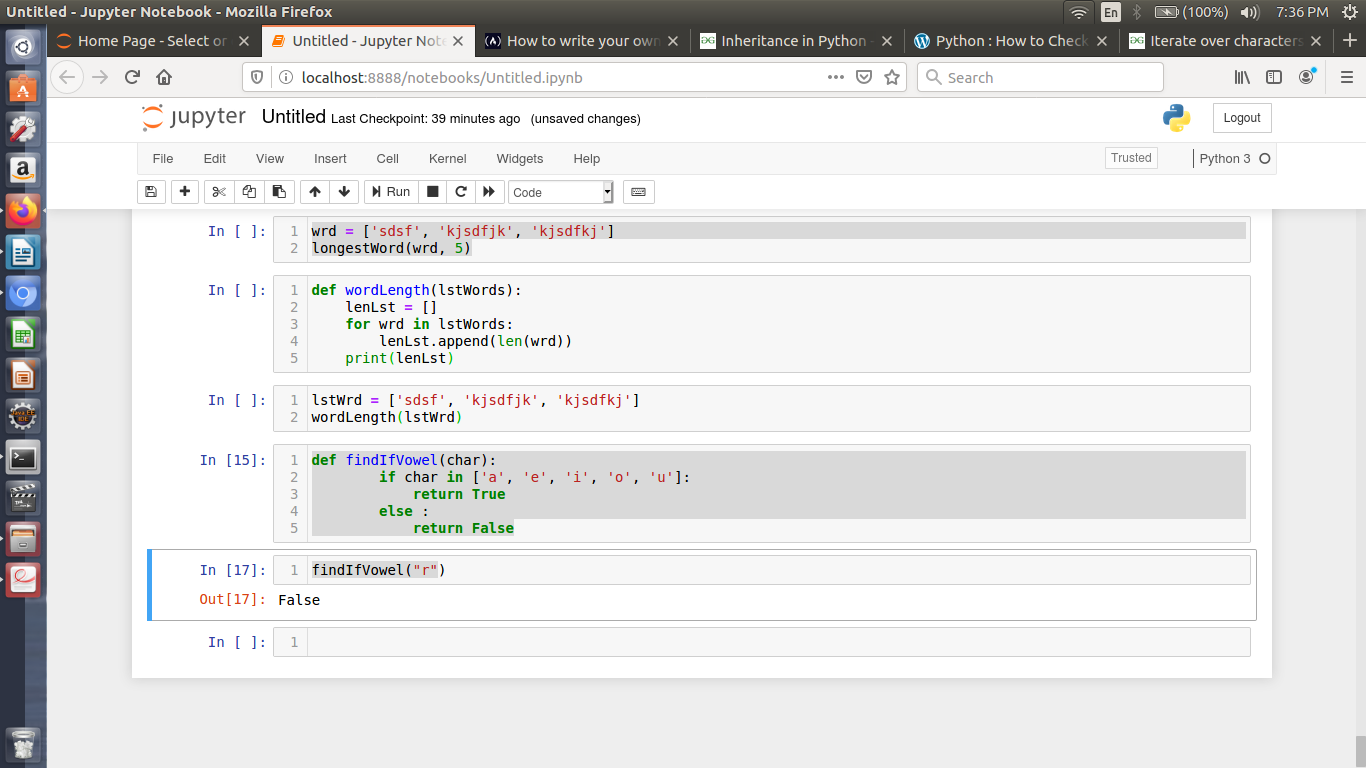 Untitled - Jupyter Notebook - Mozilla Firefox
En (100%) 7:36 PM
Home Page - Select or
Untitled - Jupyter Note
How to write your own
Inheritance in Python -
Python : How to Check
Iterate over characters
localhost:8888/notebooks/Untitled.ipynb
Search
jupyter Untitled Last Checkpoint: 39 minutes ago (unsaved changes)
Logout
File Edit View Insert Cell Kernel Widgets Help
Trusted
Python 3
Run
Code
In [ ]:
1 wrd = ['sdsf', 'kjsdfjk', 'kjsdfkj']
2 longestWord(wrd, 5)
In [ ]:
1 def wordLength(lstWords):
2     lenLst = []
3     for wrd in lstWords:
4         lenLst.append(len(wrd))
5     print(lenLst)
In [ ]:
1 lstWrd = ['sdsf', 'kjsdfjk', 'kjsdfkj']
2 wordLength(lstWrd)
In [15]:
1 def findIfVowel(char):
2         if char in ['a', 'e', 'i', 'o', 'u']:
3             return True
4         else :
5             return False
In [17]:
1 findIfVowel("r")
Out[17]: False
In [ ]:
1